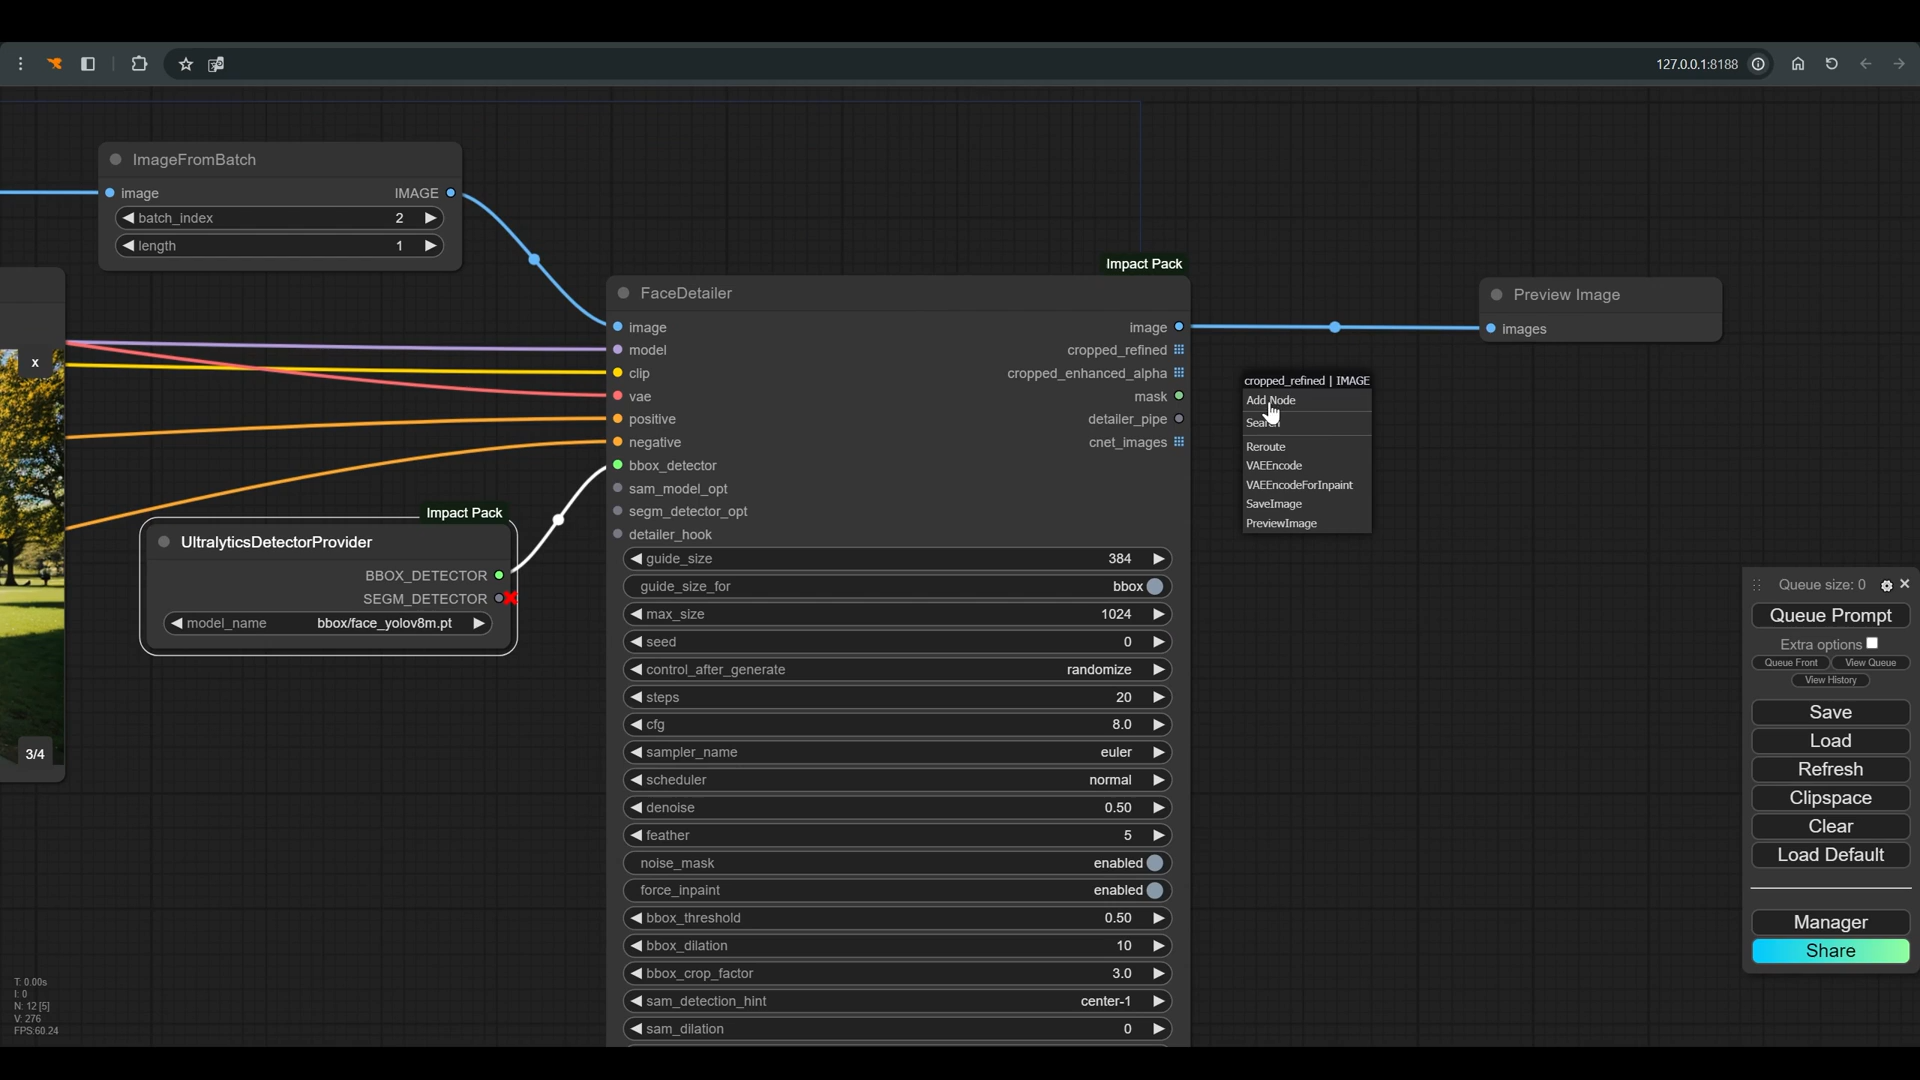 127.0.0.1:8188
ImageFromBatch
image IMAGE
batch_index 2
length 1
Impact Pack
FaceDetailer
image image
model cropped_refined
clip cropped_enhanced_alpha
vae mask
positive detailer_pipe
negative cnet_images
bbox_detector
sam_model_opt
segm_detector_opt
detailer_hook
guide_size 384
guide_size_for bbox
max_size 1024
seed 0
control_after_generate randomize
steps 20
cfg 8.0
sampler_name euler
scheduler normal
denoise 0.50
feather 5
noise_mask enabled
force_inpaint enabled
bbox_threshold 0.50
bbox_dilation 10
bbox_crop_factor 3.0
sam_detection_hint center-1
sam_dilation 0
Preview Image
images
cropped_refined | IMAGE
Add Node
Search
Reroute
VAEEncode
VAEEncodeForInpaint
SaveImage
PreviewImage
x
3/4
Impact Pack
UltralyticsDetectorProvider
BBOX_DETECTOR
SEGM_DETECTOR
model_name bbox/face_yolov8m.pt
Queue size: 0
Queue Prompt
Extra options
Queue Front View Queue
View History
Save
Load
Refresh
Clipspace
Clear
Load Default
Manager
Share
T: 0.00s
I: 0
N: 12 [5]
V: 276
FPS:60.24